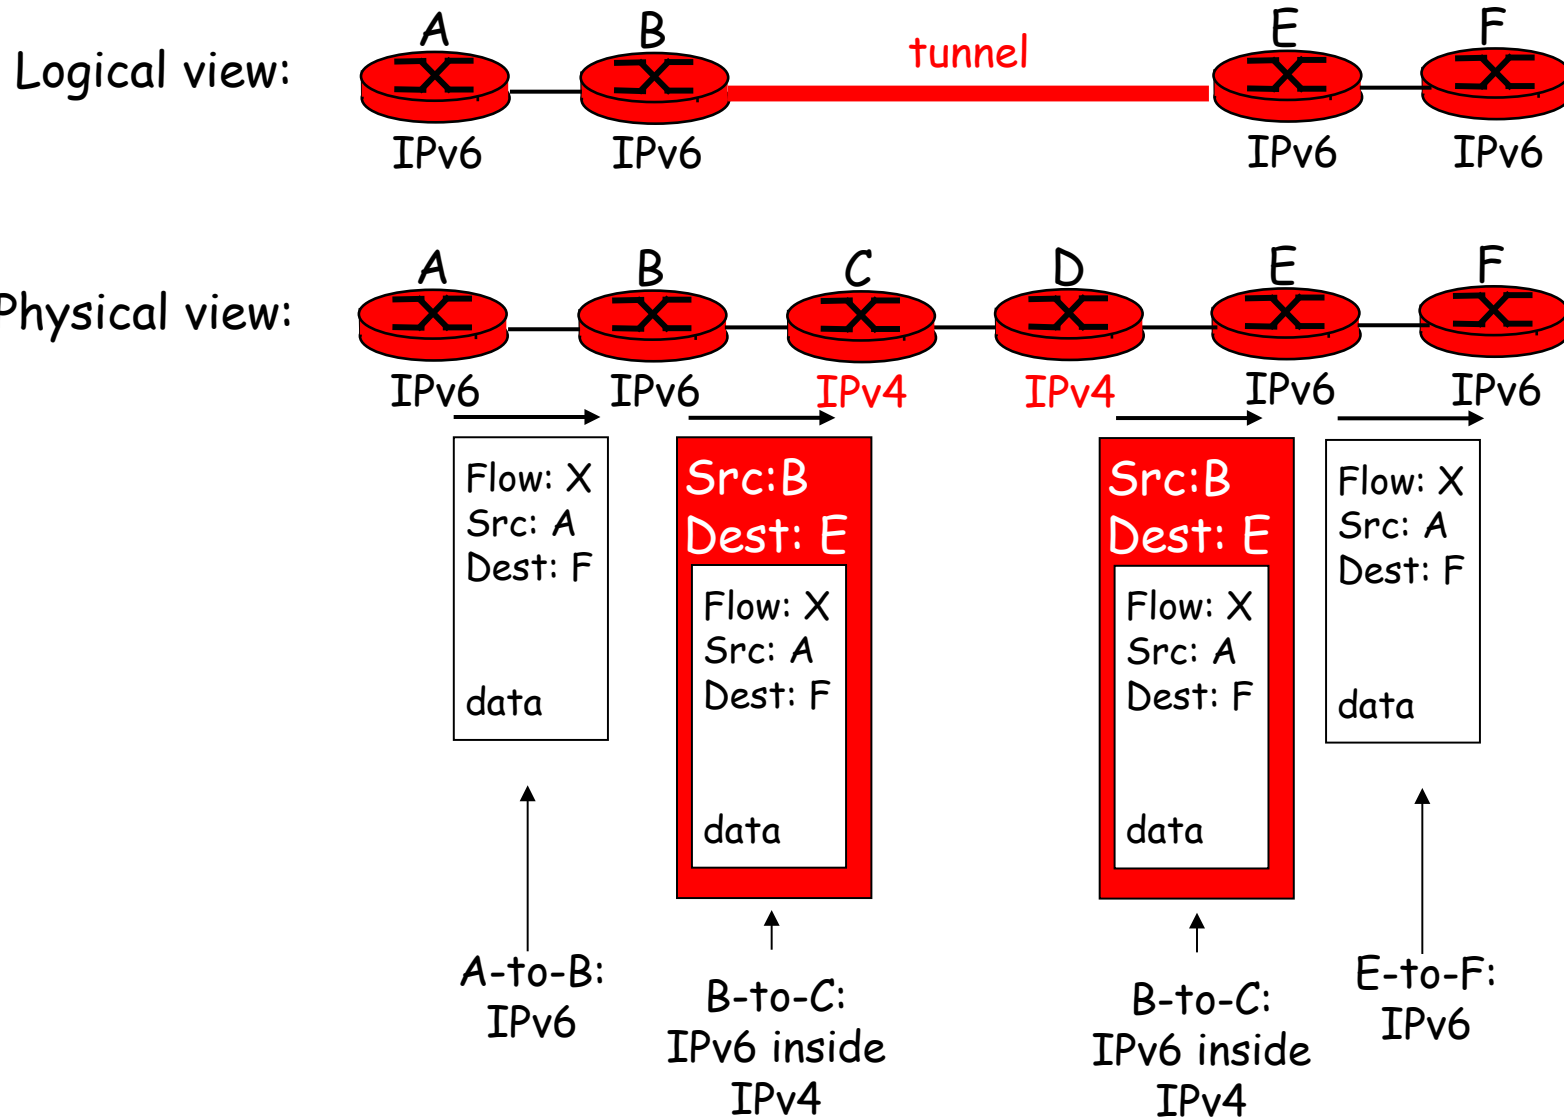 A B E F
Logical view: tunnel
IPv6 IPv6 IPv6 IPv6
A B C D E F
Physical view:
IPv6 IPv6 IPv4 IPv4 IPv6 IPv6
Flow: X
Src: A
Dest: F
data
Src:B
Dest: E
Flow: X
Src: A
Dest: F
data
Src:B
Dest: E
Flow: X
Src: A
Dest: F
data
Flow: X
Src: A
Dest: F
data
A-to-B:
IPv6
B-to-C:
IPv6 inside
IPv4
B-to-C:
IPv6 inside
IPv4
E-to-F:
IPv6